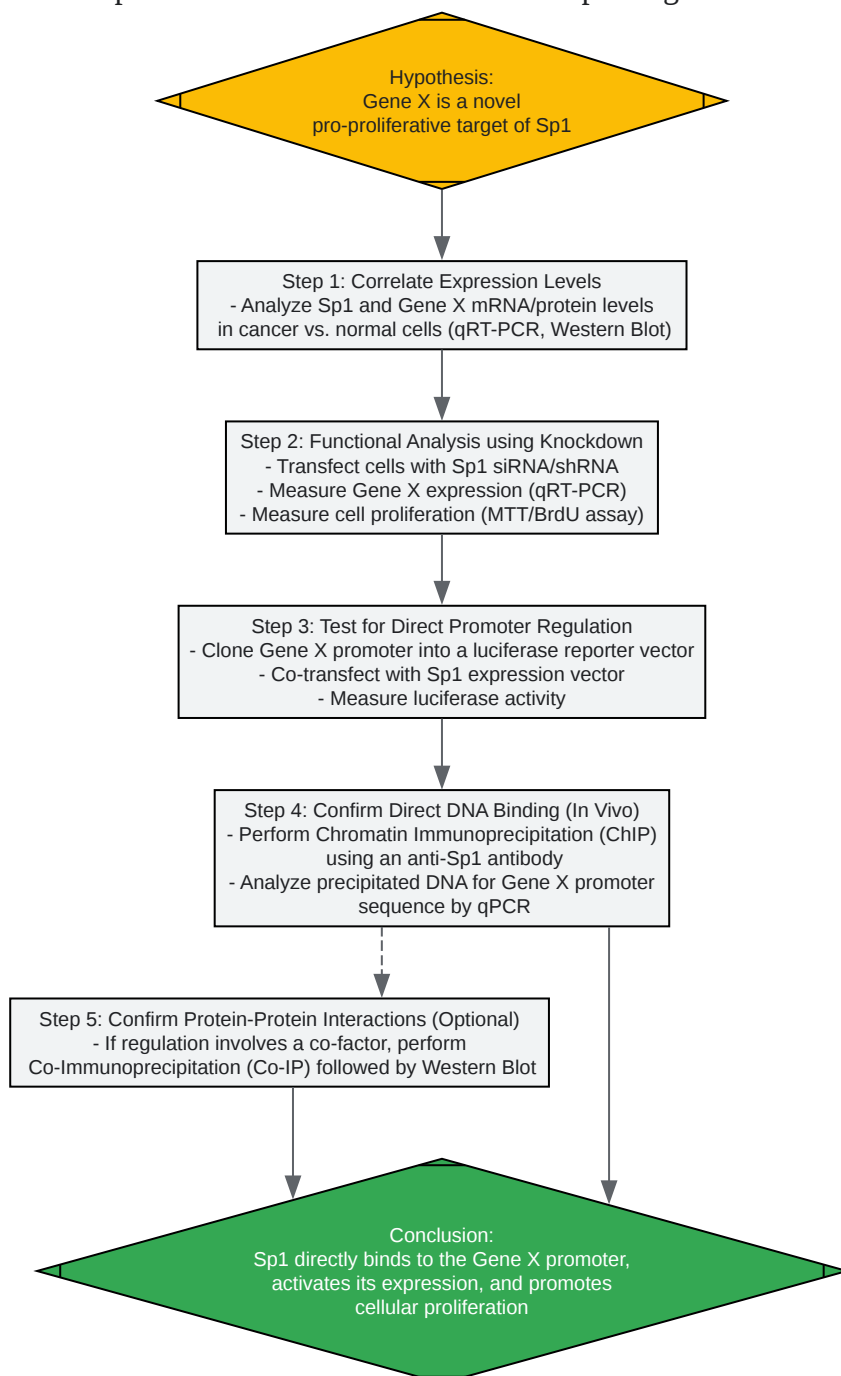 Hypothesis:
Gene X is a novel
pro-proliferative target of Sp1
Step 1: Correlate Expression Levels
- Analyze Sp1 and Gene X mRNA/protein levels
in cancer vs. normal cells (qRT-PCR, Western Blot)
Step 2: Functional Analysis using Knockdown
- Transfect cells with Sp1 siRNA/shRNA
- Measure Gene X expression (qRT-PCR)
- Measure cell proliferation (MTT/BrdU assay)
Step 3: Test for Direct Promoter Regulation
- Clone Gene X promoter into a luciferase reporter vector
- Co-transfect with Sp1 expression vector
- Measure luciferase activity
Step 4: Confirm Direct DNA Binding (In Vivo)
- Perform Chromatin Immunoprecipitation (ChIP)
using an anti-Sp1 antibody
- Analyze precipitated DNA for Gene X promoter
sequence by qPCR
Step 5: Confirm Protein-Protein Interactions (Optional)
- If regulation involves a co-factor, perform
Co-Immunoprecipitation (Co-IP) followed by Western Blot
Conclusion:
Sp1 directly binds to the Gene X promoter,
activates its expression, and promotes
cellular proliferation